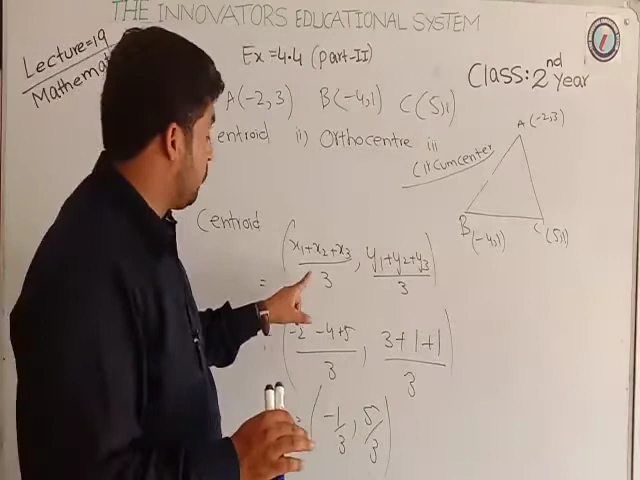 THE INNOVATORS EDUCATIONAL SYSTEM
Lecture=19
Mathemat
Ex =4.4 (part-II)
Class: 2nd year
A(-2,3) B(-4,1) C(5,1)
entroid ii) Orthocentre iii
Circumcenter
A(-2,3)
B(-4,1)
C(5,1)
Centroid
= (x₁+x₂+x₃/3, y₁+y₂+y₃/3)
(-2-4+5/3, 3+1+1/3)
(-1/3, 5/3)